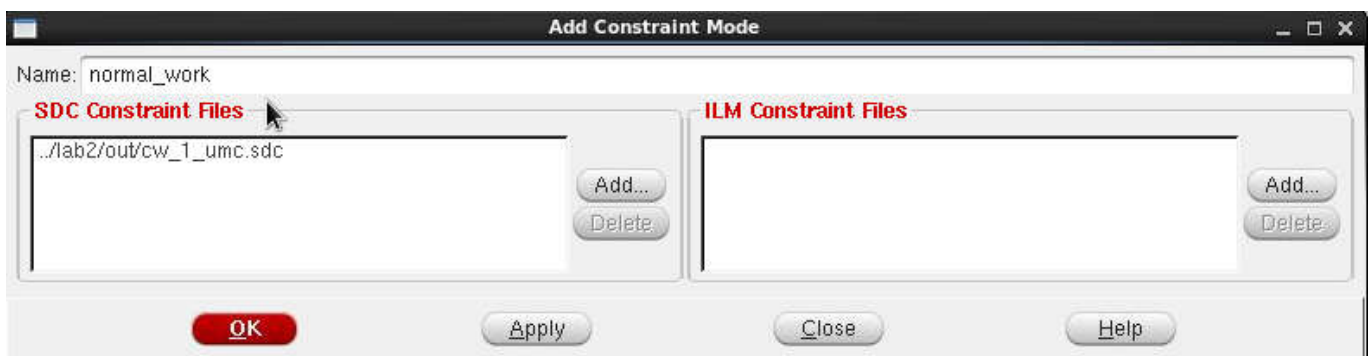 Add Constraint Mode
Name: normal_work
SDC Constraint Files
../lab2/out/cw_1_umc.sdc
Add...
Delete
ILM Constraint Files
Add...
Delete
OK
Apply
Close
Help